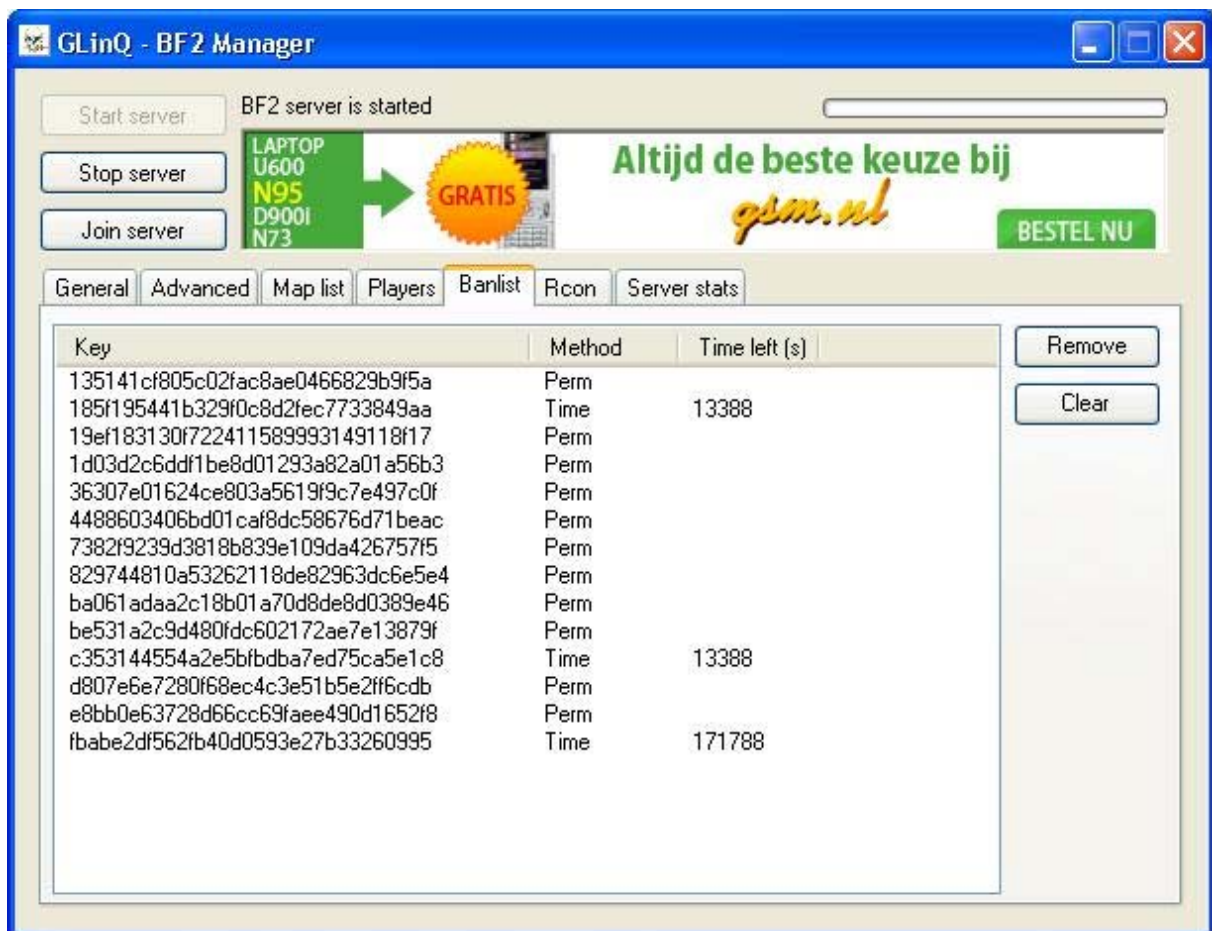 GLinQ - BF2 Manager
Start server
BF2 server is started
Stop server
Join server
LAPTOP
U600
N95
D900I
N73
GRATIS
Altijd de beste keuze bij
gsm.nl
BESTEL NU
General Advanced Map list Players Banlist Rcon Server stats
Key Method Time left (s)
135141cf805c02fac8ae0466829b9f5a Perm
185f195441b329f0c8d2fec7733849aa Time 13388
19ef183130f722411589993149118f17 Perm
1d03d2c6ddf1be8d01293a82a01a56b3 Perm
36307e01624ce803a5619f9c7e497c0f Perm
4488603406bd01caf8dc58676d71beac Perm
7382f9239d3818b839e109da426757f5 Perm
829744810a53262118de82963dc6e5e4 Perm
ba061adaa2c18b01a70d8de8d0389e46 Perm
be531a2c9d480fdc602172ae7e13879f Perm
c353144554a2e5bfbdba7ed75ca5e1c8 Time 13388
d807e6e7280f68ec4c3e51b5e2ff6cdb Perm
e8bb0e63728d66cc69faee490d1652f8 Perm
fbabe2df562fb40d0593e27b33260995 Time 171788
Remove
Clear